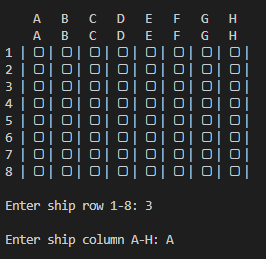 A B C D E F G H
A B C D E F G H
1 | ▢ | ▢ | ▢ | ▢ | ▢ | ▢ | ▢ | ▢ |
2 | ▢ | ▢ | ▢ | ▢ | ▢ | ▢ | ▢ | ▢ |
3 | ▢ | ▢ | ▢ | ▢ | ▢ | ▢ | ▢ | ▢ |
4 | ▢ | ▢ | ▢ | ▢ | ▢ | ▢ | ▢ | ▢ |
5 | ▢ | ▢ | ▢ | ▢ | ▢ | ▢ | ▢ | ▢ |
6 | ▢ | ▢ | ▢ | ▢ | ▢ | ▢ | ▢ | ▢ |
7 | ▢ | ▢ | ▢ | ▢ | ▢ | ▢ | ▢ | ▢ |
8 | ▢ | ▢ | ▢ | ▢ | ▢ | ▢ | ▢ | ▢ |
Enter ship row 1-8: 3
Enter ship column A-H: A